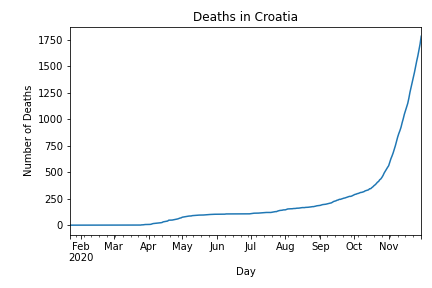 Deaths in Croatia
1750
1500
1250
1000
750
500
250
0
Number of Deaths
Feb Mar Apr May Jun Jul Aug Sep Oct Nov
2020
Day